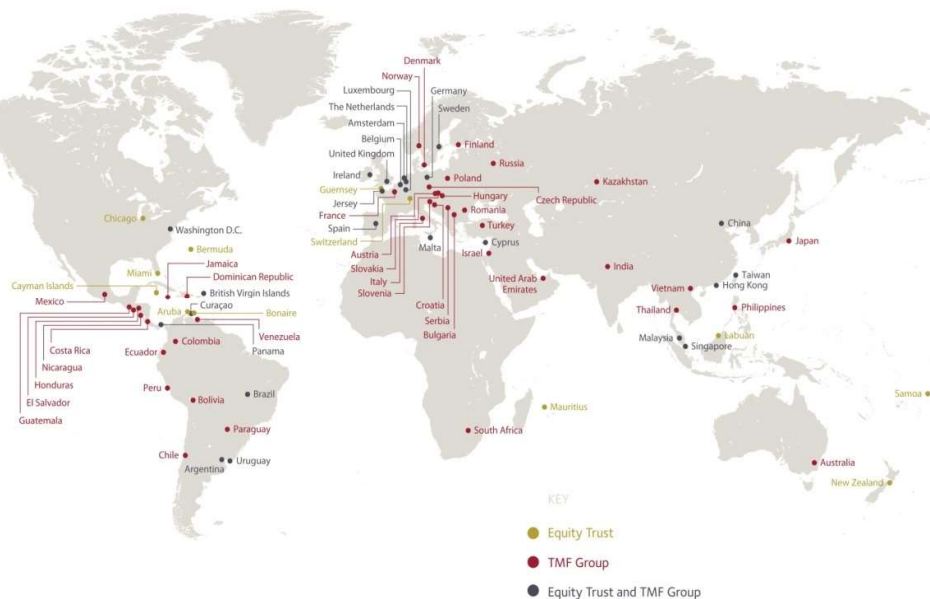 Denmark
Norway
Luxembourg
Germany
The Netherlands
Sweden
Amsterdam
Belgium
United Kingdom
Finland
Russia
Ireland
Poland
Kazakhstan
Guernsey
Hungary
Jersey
Czech Republic
France
Romania
Spain
Turkey
Switzerland
Malta
Cyprus
Austria
Israel
Slovakia
Italy
Slovenia
Croatia
Serbia
Bulgaria
United Arab
Emirates
India
China
Japan
Taiwan
Hong Kong
Vietnam
Thailand
Philippines
Malaysia
Labuan
Singapore
Chicago
Washington D.C.
Bermuda
Miami
Jamaica
Cayman Islands
Dominican Republic
Mexico
British Virgin Islands
Aruba
Curaçao
Bonaire
Venezuela
Costa Rica
Colombia
Panama
Nicaragua
Ecuador
Honduras
El Salvador
Guatemala
Peru
Bolivia
Brazil
Paraguay
Chile
Argentina
Uruguay
Mauritius
South Africa
Samoa
Australia
New Zealand
KEY
Equity Trust
TMF Group
Equity Trust and TMF Group